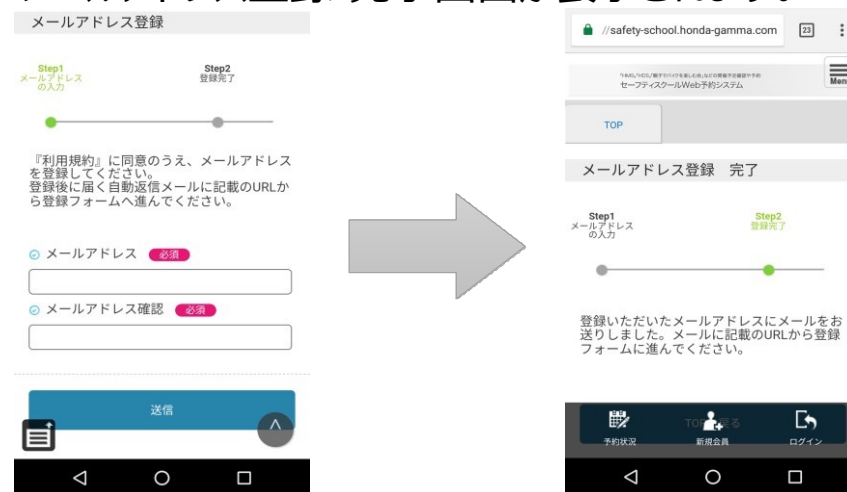 メールアドレス登録
Step1
メールアドレス
の入力
Step2
登録完了
『利用規約』に同意のうえ、メールアドレス
を登録してください。
登録後に届く自動返信メールに記載のURLか
ら登録フォームへ進んでください。
メールアドレス 必須
メールアドレス確認 必須
送信
//safety-school.honda-gamma.com 23
セーフティスクールWeb予約システム
Men
TOP
メールアドレス登録 完了
Step1
メールアドレス
の入力
Step2
登録完了
登録いただいたメールアドレスにメールをお
送りしました。メールに記載のURLから登録
フォームに進んでください。
予約状況
新規会員
ログイン